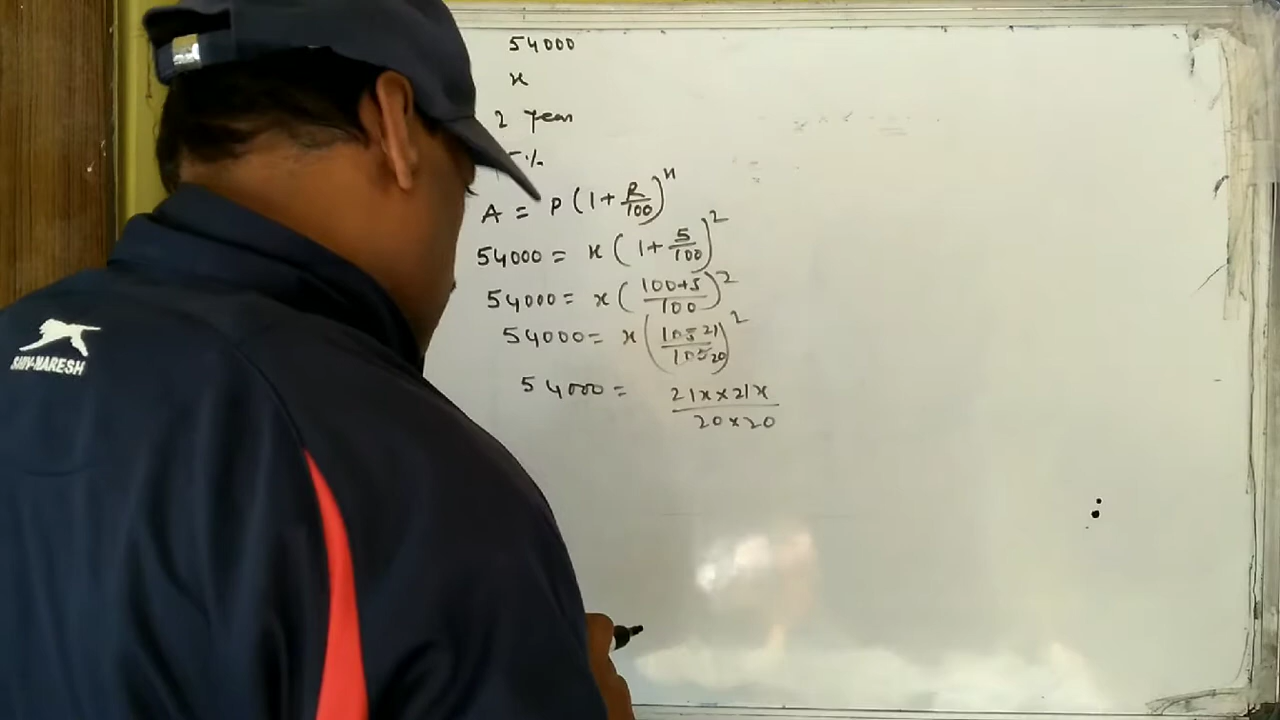 54000
x
2 year
5%
A = P(1+R/100)^n
54000 = x(1+5/100)^2
54000 = x(100+5/100)^2
54000 = x(105 21/105 20)^2
54000 = 21x×21x/20×20
SHIV-NARESH